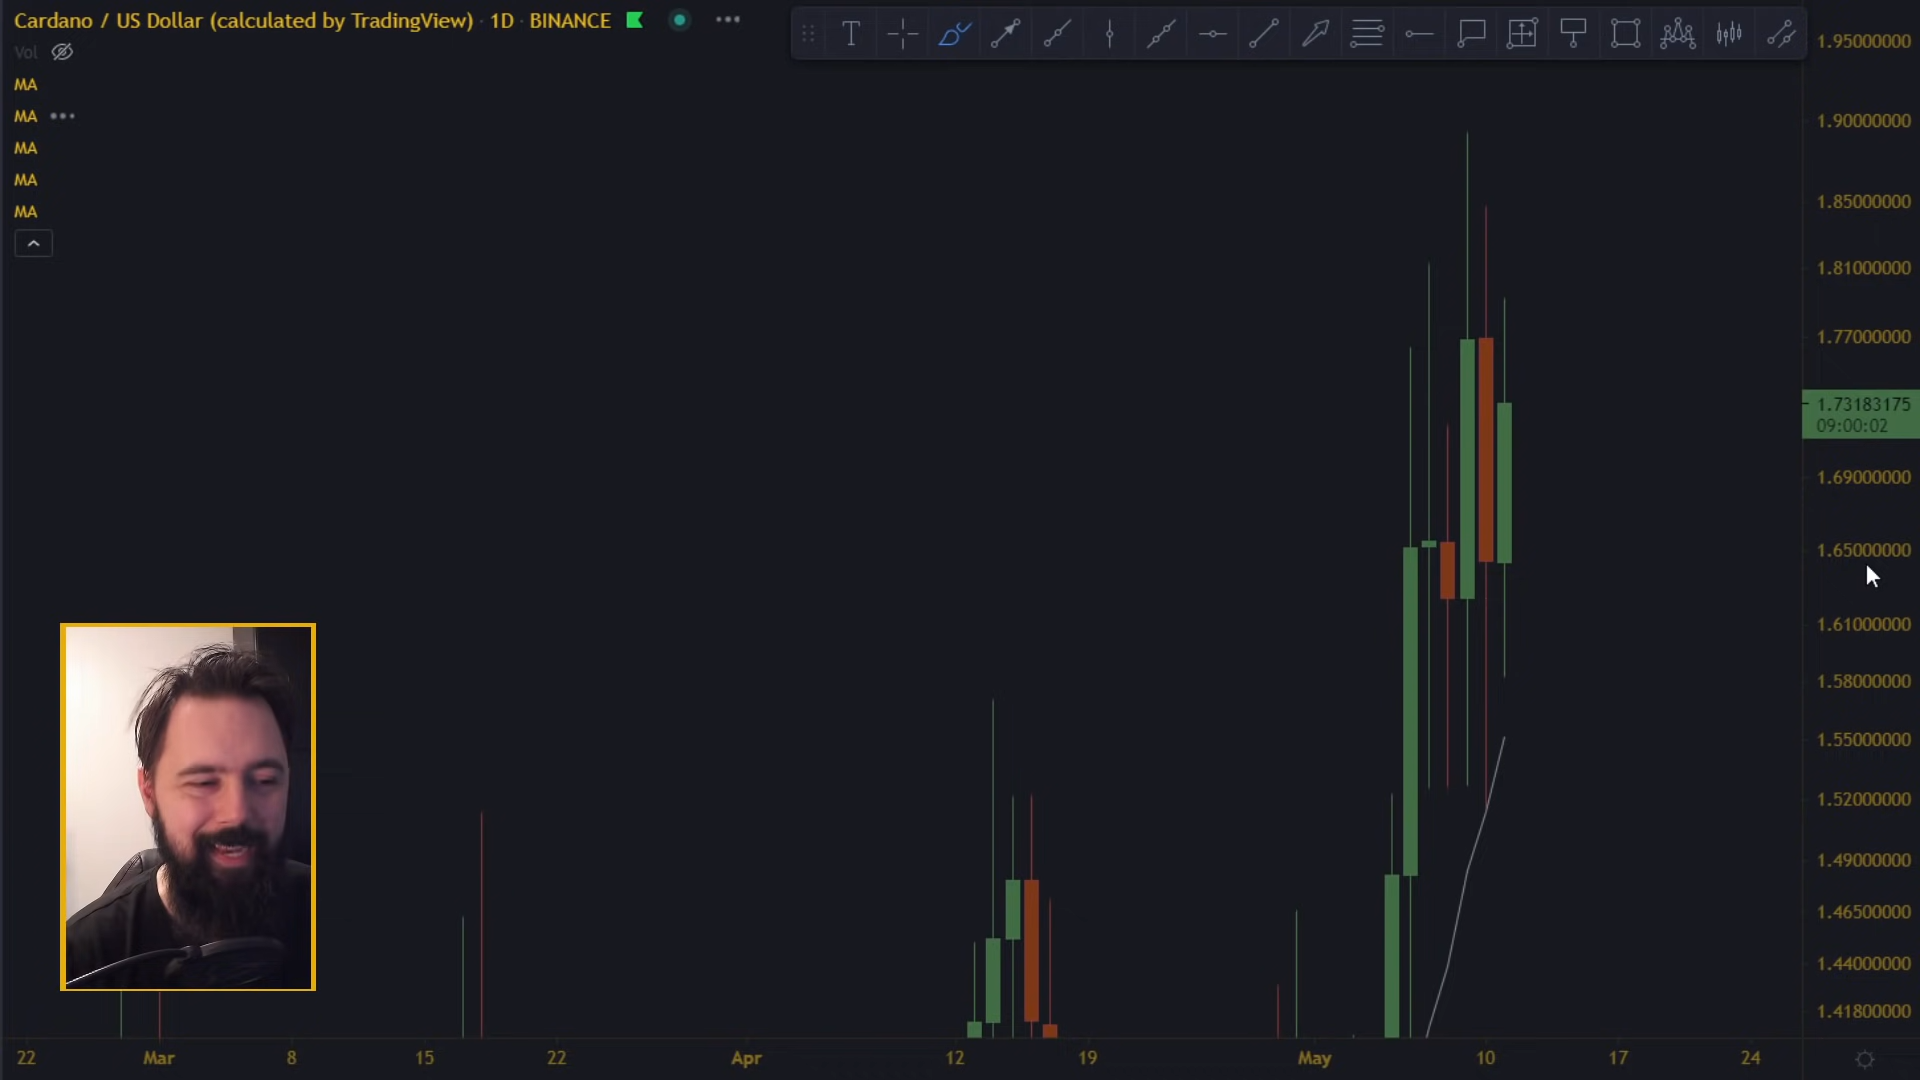 Cardano / US Dollar (calculated by TradingView) · 1D · BINANCE
Vol
MA
MA
MA
MA
MA
T
1.95000000
1.90000000
1.85000000
1.81000000
1.77000000
1.73183175
09:00:02
1.69000000
1.65000000
1.61000000
1.58000000
1.55000000
1.52000000
1.49000000
1.46500000
1.44000000
1.41800000
22 Mar 8 15 22 Apr 12 19 May 10 17 24